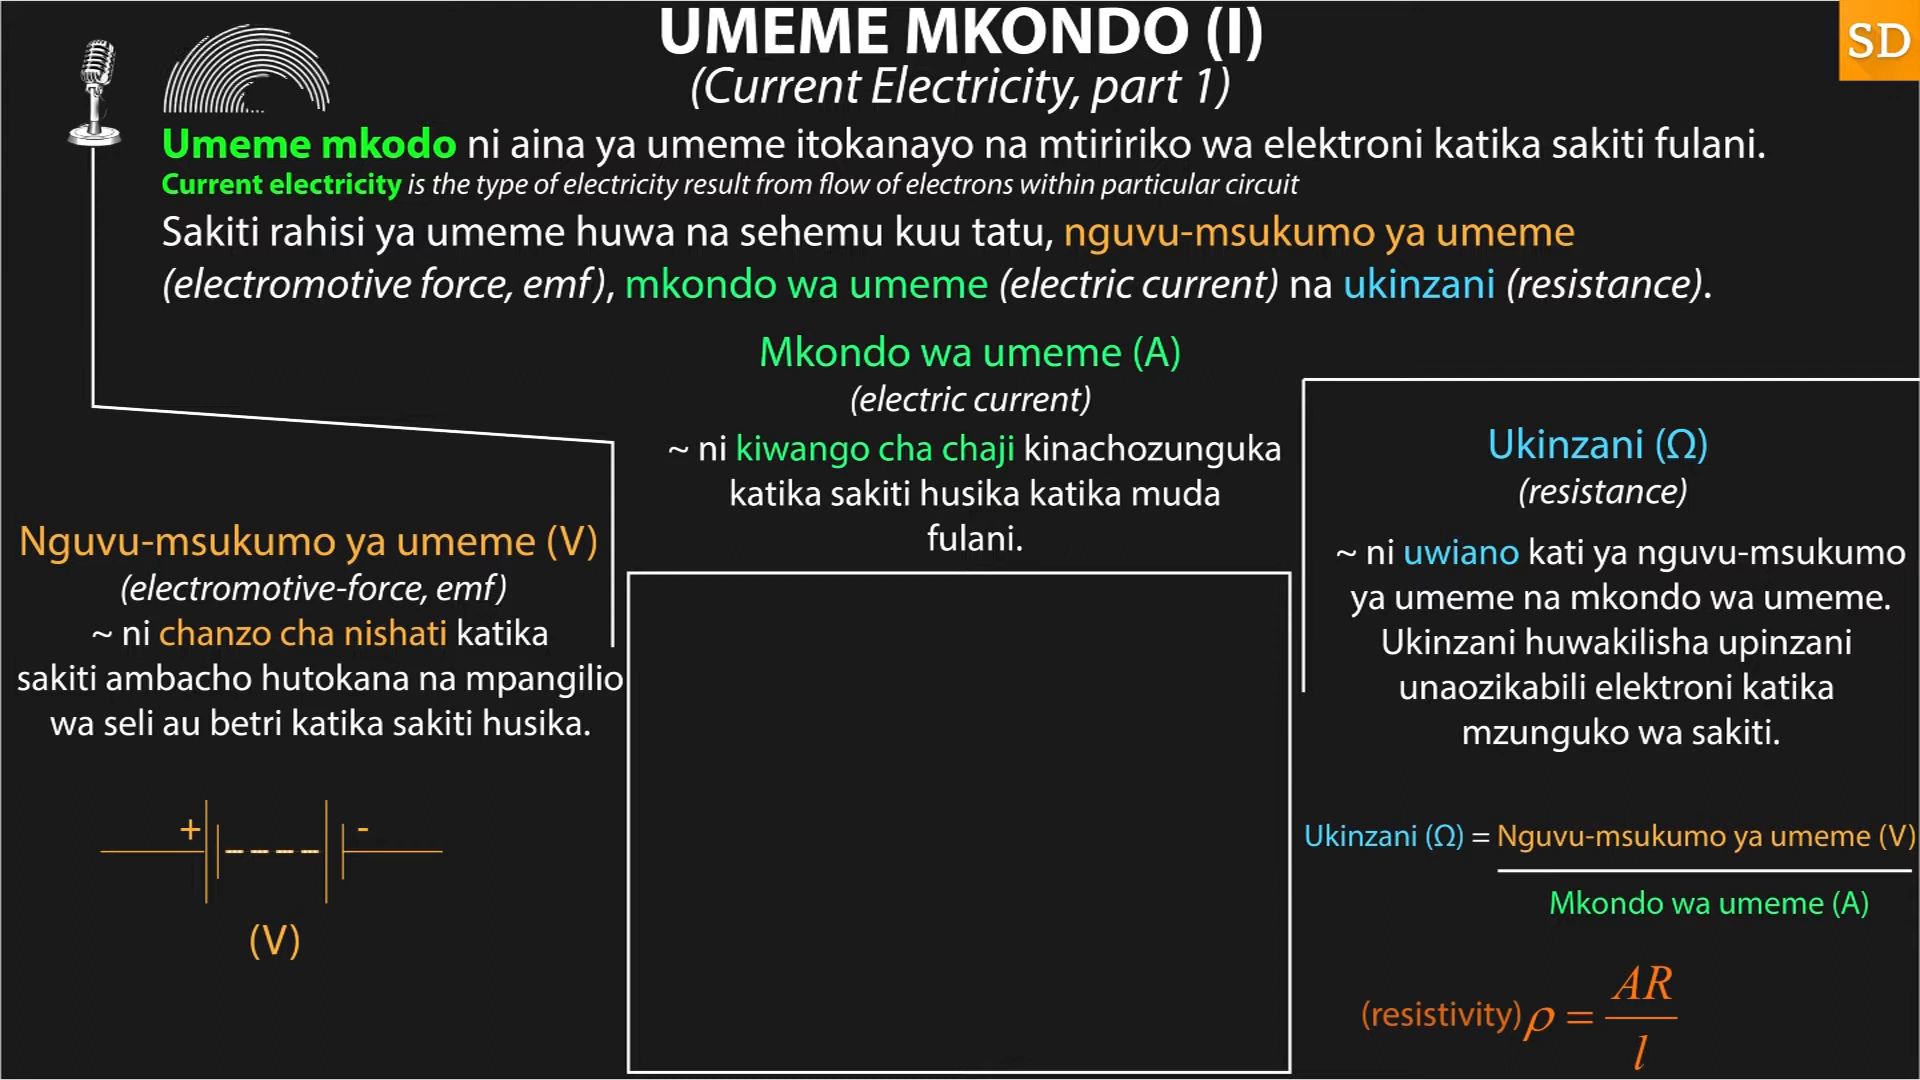 UMEME MKONDO (I)
SD
(Current Electricity, part 1)
Umeme mkodo ni aina ya umeme itokanayo na mtiririko wa elektroni katika sakiti fulani.
Current electricity is the type of electricity result from flow of electrons within particular circuit
Sakiti rahisi ya umeme huwa na sehemu kuu tatu, nguvu-msukumo ya umeme
(electromotive force, emf), mkondo wa umeme (electric current) na ukinzani (resistance).
Nguvu-msukumo ya umeme (V)
(electromotive-force, emf)
~ ni chanzo cha nishati katika
sakiti ambacho hutokana na mpangilio
wa seli au betri katika sakiti husika.
+ -
(V)
Mkondo wa umeme (A)
(electric current)
~ ni kiwango cha chaji kinachozunguka
katika sakiti husika katika muda
fulani.
Ukinzani (Ω)
(resistance)
~ ni uwiano kati ya nguvu-msukumo
ya umeme na mkondo wa umeme.
Ukinzani huwakilisha upinzani
unaozikabili elektroni katika
mzunguko wa sakiti.
Ukinzani (Ω) = Nguvu-msukumo ya umeme (V)
Mkondo wa umeme (A)
(resistivity) ρ = AR
l